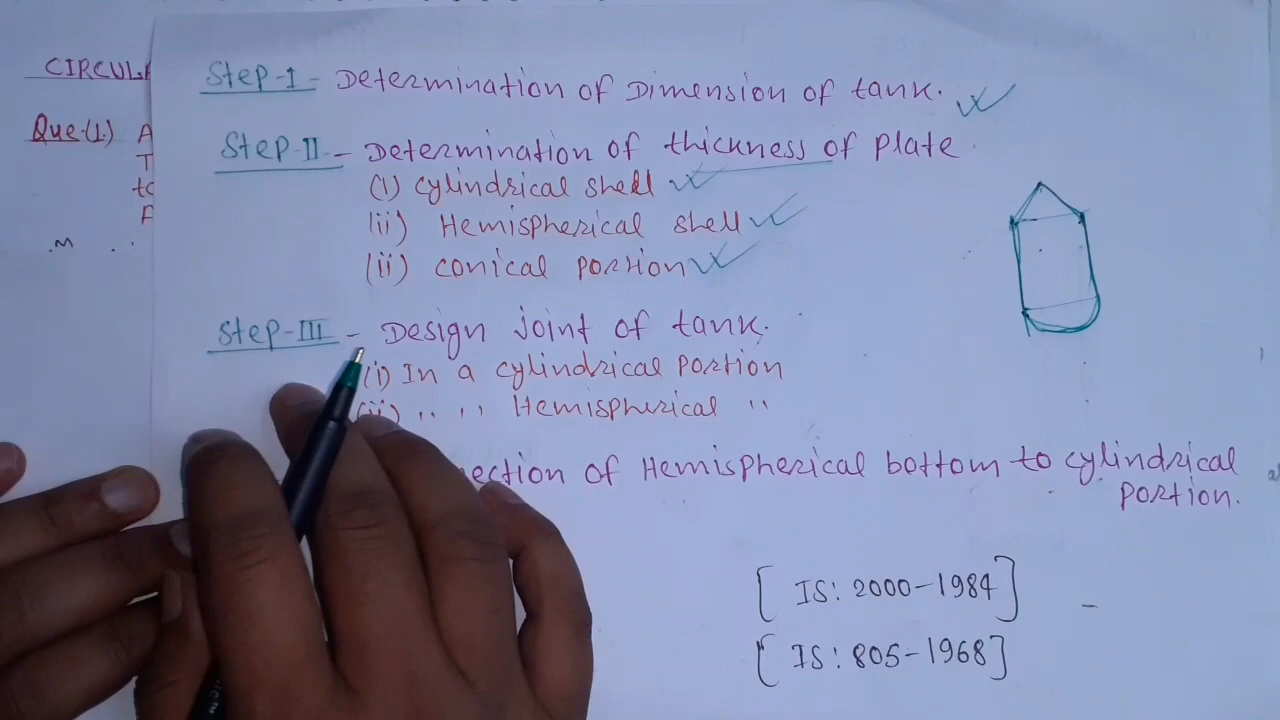 CIRCUL
Que.(1.) A
T
to
A
Step-I - Determination of Dimension of tank.
Step-II - Determination of thickness of plate
(i) cylindrical shell
(ii) Hemispherical shell
(ii) conical portion
Step-III - Design joint of tank.
(i) In a cylindrical portion
(ii) " " Hemispherical "
ection of Hemispherical bottom to cylindrical
portion.
[IS: 2000-1984]
[IS: 805-1968]